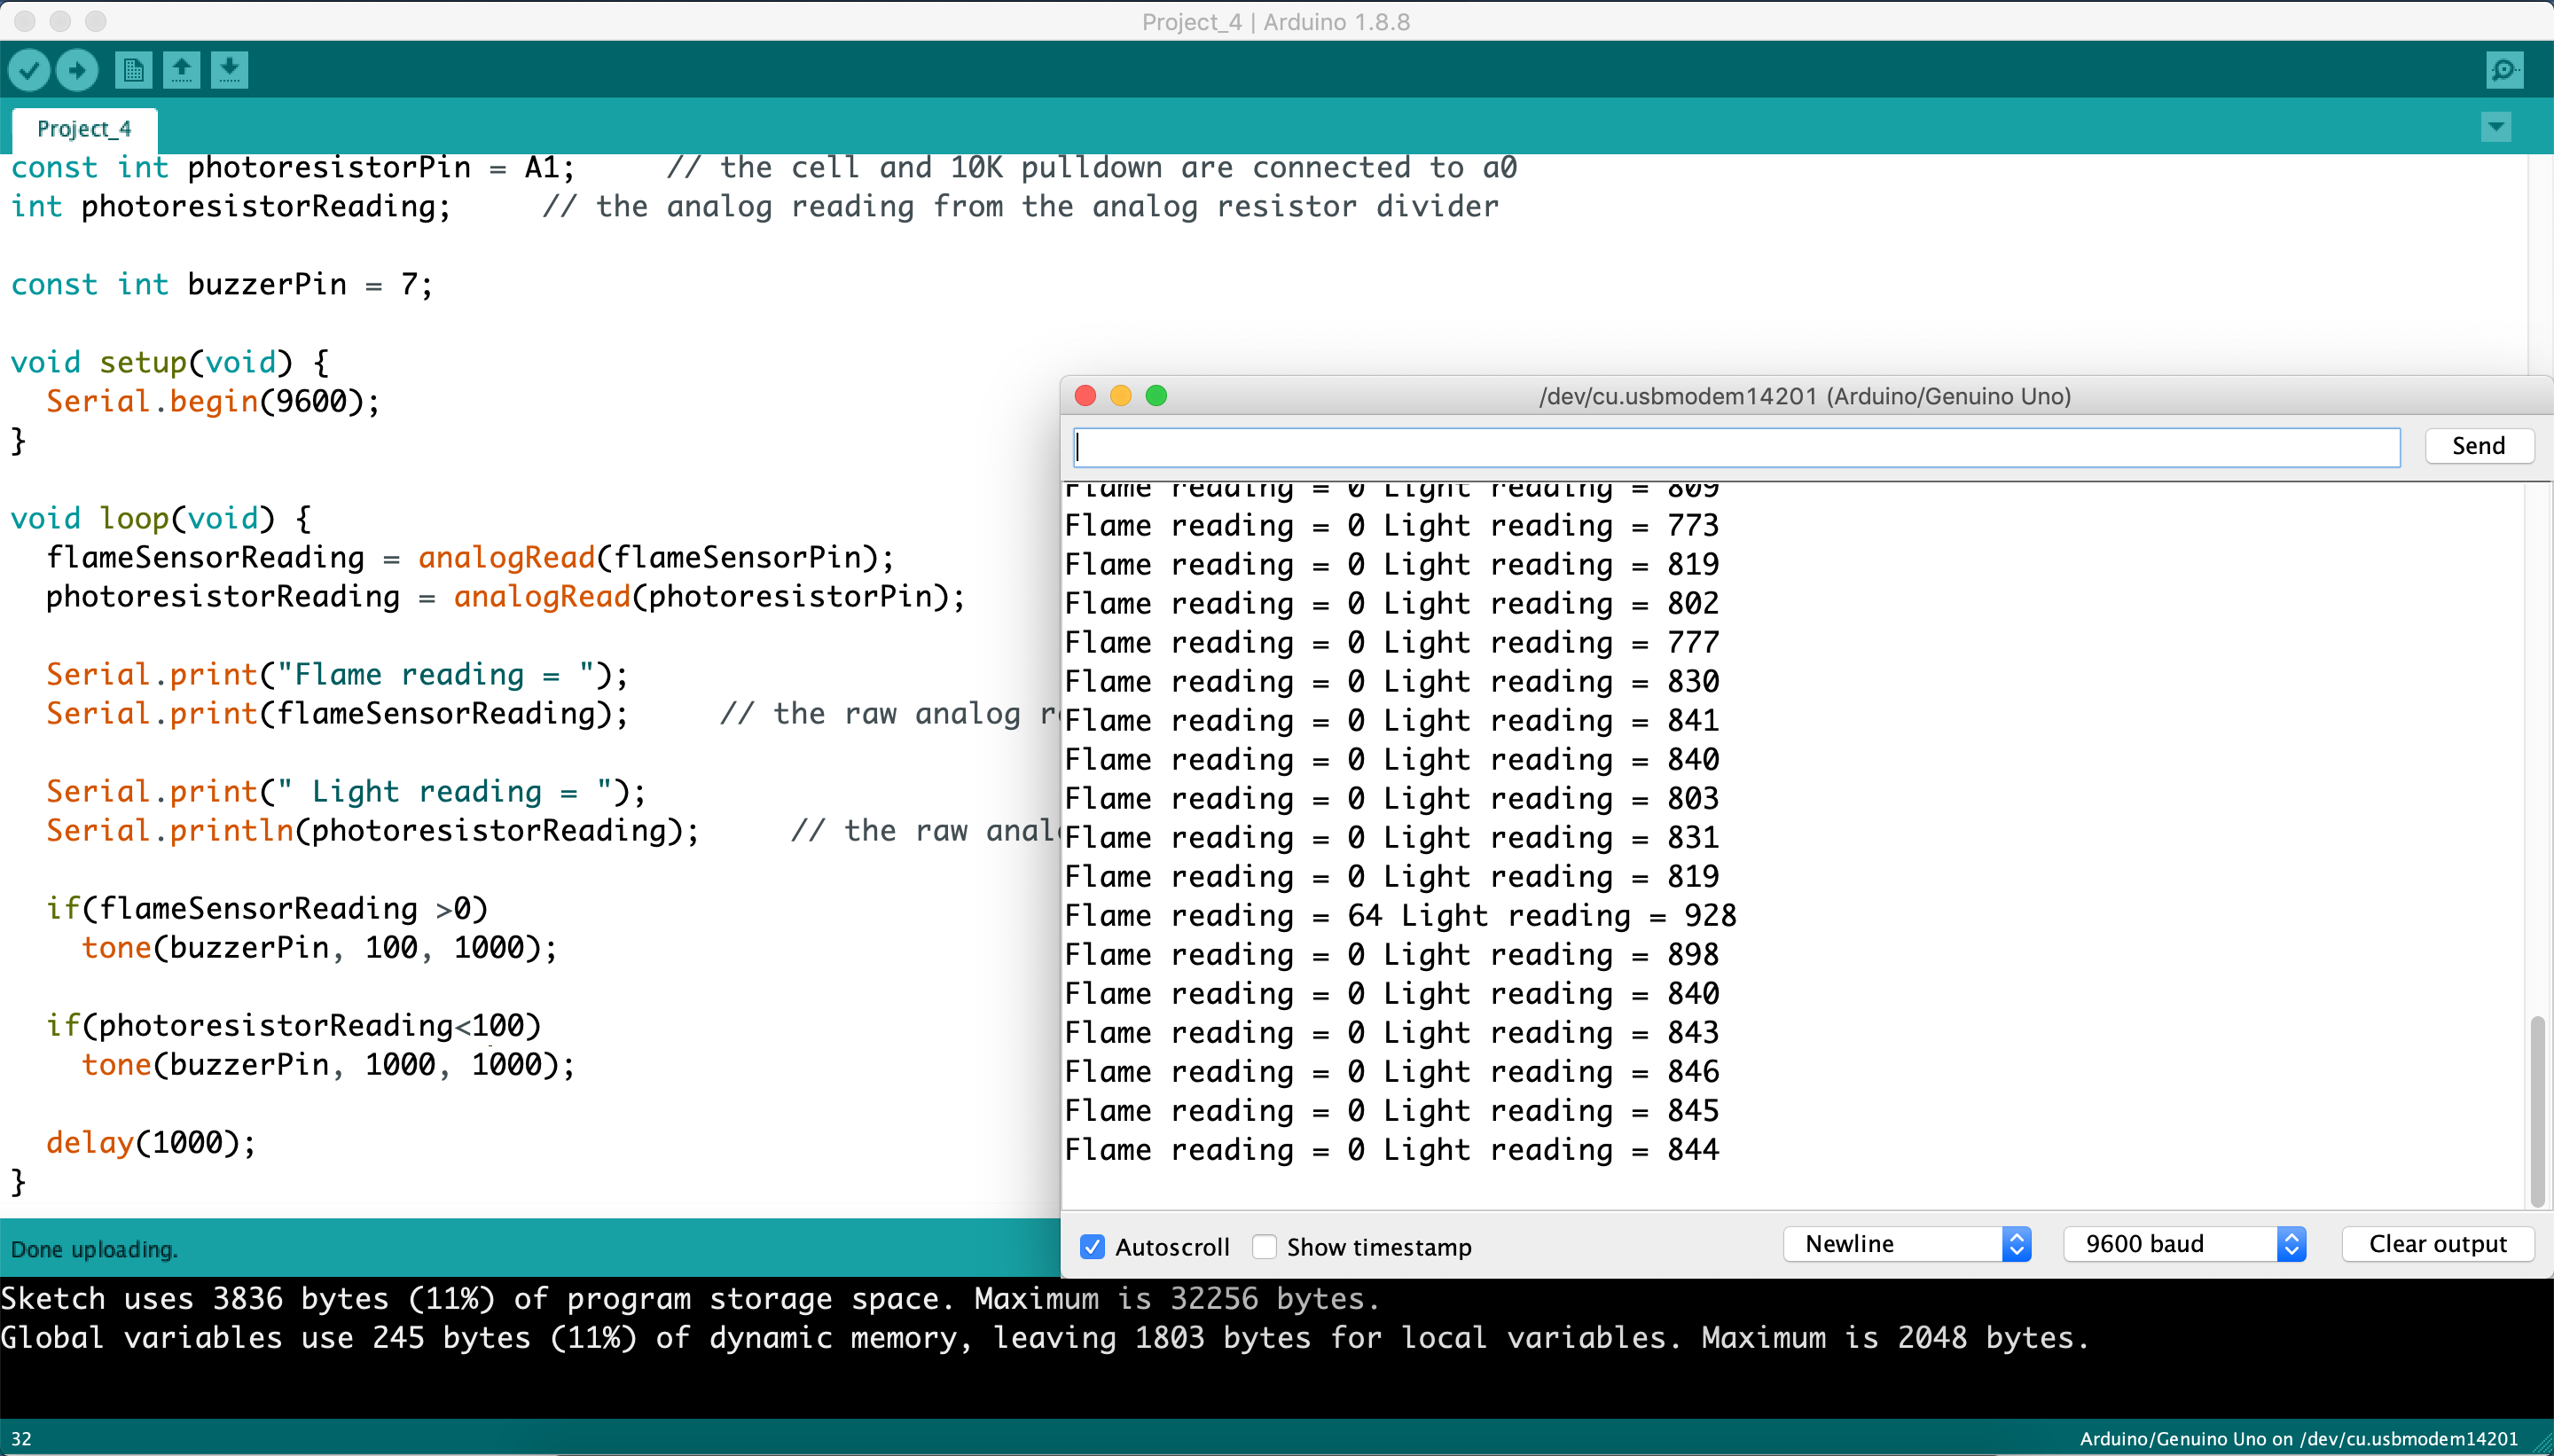 Project_4 | Arduino 1.8.8
Project_4
const int photoresistorPin = A1;     // the cell and 10K pulldown are connected to a0
int photoresistorReading;     // the analog reading from the analog resistor divider
const int buzzerPin = 7;
void setup(void) {
  Serial.begin(9600);
}
void loop(void) {
  flameSensorReading = analogRead(flameSensorPin);
  photoresistorReading = analogRead(photoresistorPin);
  Serial.print("Flame reading = ");
  Serial.print(flameSensorReading);     // the raw analog
  Serial.print(" Light reading = ");
  Serial.println(photoresistorReading);     // the raw
  if(flameSensorReading >0)
    tone(buzzerPin, 100, 1000);
  if(photoresistorReading<100)
    tone(buzzerPin, 1000, 1000);
  delay(1000);
}
/dev/cu.usbmodem14201 (Arduino/Genuino Uno)
Send
Flame reading = 0 Light reading = 809
Flame reading = 0 Light reading = 773
Flame reading = 0 Light reading = 819
Flame reading = 0 Light reading = 802
Flame reading = 0 Light reading = 777
Flame reading = 0 Light reading = 830
Flame reading = 0 Light reading = 841
Flame reading = 0 Light reading = 840
Flame reading = 0 Light reading = 803
Flame reading = 0 Light reading = 831
Flame reading = 0 Light reading = 819
Flame reading = 64 Light reading = 928
Flame reading = 0 Light reading = 898
Flame reading = 0 Light reading = 840
Flame reading = 0 Light reading = 843
Flame reading = 0 Light reading = 846
Flame reading = 0 Light reading = 845
Flame reading = 0 Light reading = 844
Autoscroll Show timestamp Newline 9600 baud Clear output
Done uploading.
Sketch uses 3836 bytes (11%) of program storage space. Maximum is 32256 bytes.
Global variables use 245 bytes (11%) of dynamic memory, leaving 1803 bytes for local variables. Maximum is 2048 bytes.
32 Arduino/Genuino Uno on /dev/cu.usbmodem14201